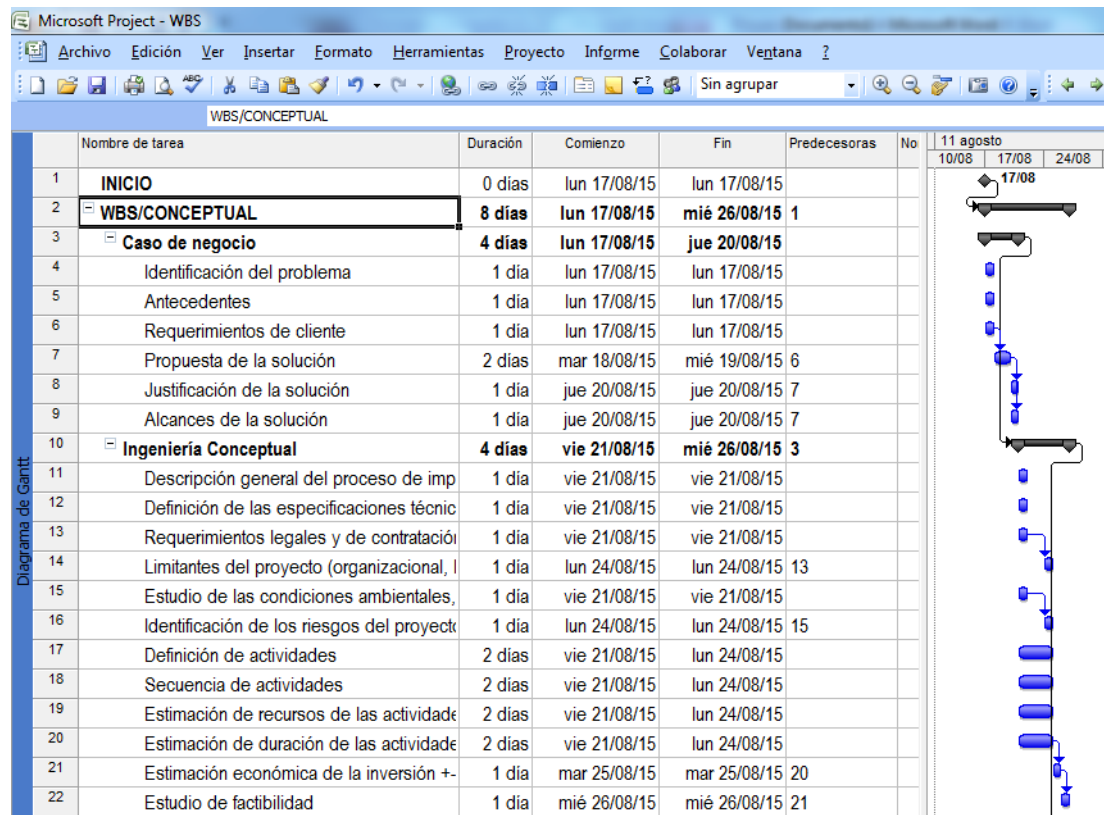 Microsoft Project - WBS
Archivo Edición Ver Insertar Formato Herramientas Proyecto Informe Colaborar Ventana ?
ABC Sin agrupar
WBS/CONCEPTUAL
Nombre de tarea Duración Comienzo Fin Predecesoras No 11 agosto
10/08 17/08 24/08
1 INICIO 0 días lun 17/08/15 lun 17/08/15 17/08
2 WBS/CONCEPTUAL 8 días lun 17/08/15 mié 26/08/15 1
3 Caso de negocio 4 días lun 17/08/15 jue 20/08/15
4 Identificación del problema 1 día lun 17/08/15 lun 17/08/15
5 Antecedentes 1 día lun 17/08/15 lun 17/08/15
6 Requerimientos de cliente 1 día lun 17/08/15 lun 17/08/15
7 Propuesta de la solución 2 días mar 18/08/15 mié 19/08/15 6
8 Justificación de la solución 1 día jue 20/08/15 jue 20/08/15 7
9 Alcances de la solución 1 día jue 20/08/15 jue 20/08/15 7
10 Ingeniería Conceptual 4 días vie 21/08/15 mié 26/08/15 3
11 Descripción general del proceso de imp 1 día vie 21/08/15 vie 21/08/15
12 Definición de las especificaciones técnic 1 día vie 21/08/15 vie 21/08/15
13 Requerimientos legales y de contratació 1 día vie 21/08/15 vie 21/08/15
14 Limitantes del proyecto (organizacional, 1 día lun 24/08/15 lun 24/08/15 13
15 Estudio de las condiciones ambientales, 1 día vie 21/08/15 vie 21/08/15
16 Identificación de los riesgos del proyecto 1 día lun 24/08/15 lun 24/08/15 15
17 Definición de actividades 2 días vie 21/08/15 lun 24/08/15
18 Secuencia de actividades 2 días vie 21/08/15 lun 24/08/15
19 Estimación de recursos de las actividade 2 días vie 21/08/15 lun 24/08/15
20 Estimación de duración de las actividade 2 días vie 21/08/15 lun 24/08/15
21 Estimación económica de la inversión +- 1 día mar 25/08/15 mar 25/08/15 20
22 Estudio de factibilidad 1 día mié 26/08/15 mié 26/08/15 21
Diagrama de Gantt